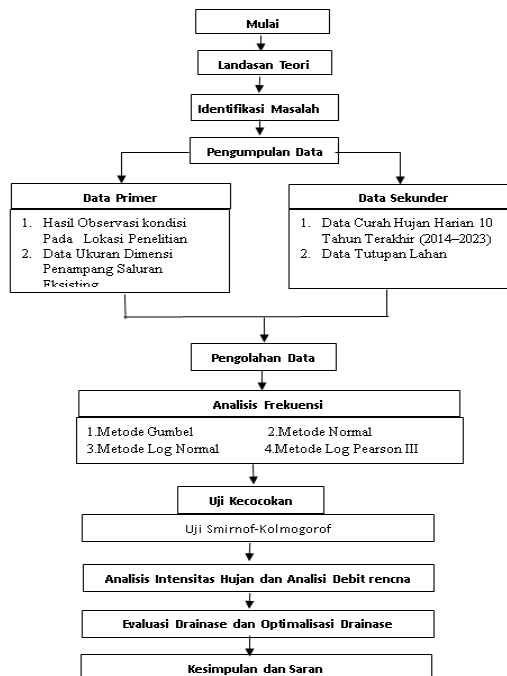 Mulai
Landasan Teori
Identifikasi Masalah
Pengumpulan Data
Data Primer
1. Hasil Observasi kondisi
Pada Lokasi Penelitian
2. Data Ukuran Dimensi
Penampang Saluran
Eksisting
Data Sekunder
1. Data Curah Hujan Harian 10
Tahun Terakhir (2014–2023)
2. Data Tutupan Lahan
Pengolahan Data
Analisis Frekuensi
1.Metode Gumbel 2.Metode Normal
3.Metode Log Normal 4.Metode Log Pearson III
Uji Kecocokan
Uji Smirnof-Kolmogorof
Analisis Intensitas Hujan dan Analisi Debit rencna
Evaluasi Drainase dan Optimalisasi Drainase
Kesimpulan dan Saran